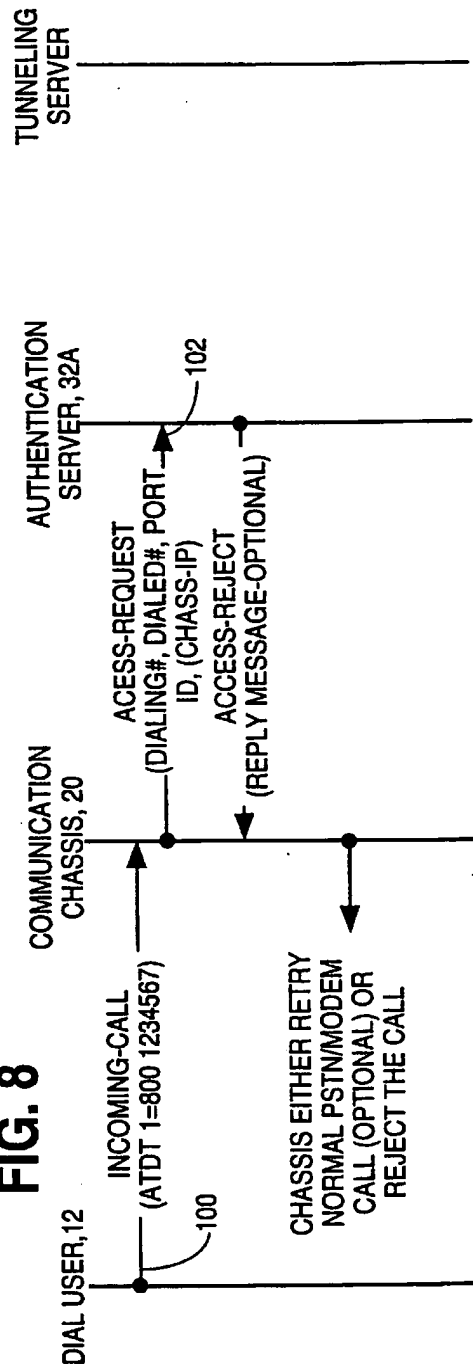 FIG. 8
DIAL USER,12
COMMUNICATION
CHASSIS, 20
AUTHENTICATION
SERVER, 32A
TUNNELING
SERVER
INCOMING-CALL
(ATDT 1=800 1234567)
100
ACESS-REQUEST
(DIALING#, DIALED#, PORT
ID, (CHASS-IP)
102
ACCESS-REJECT
(REPLY MESSAGE-OPTIONAL)
CHASSIS EITHER RETRY
NORMAL PSTN/MODEM
CALL (OPTIONAL) OR
REJECT THE CALL